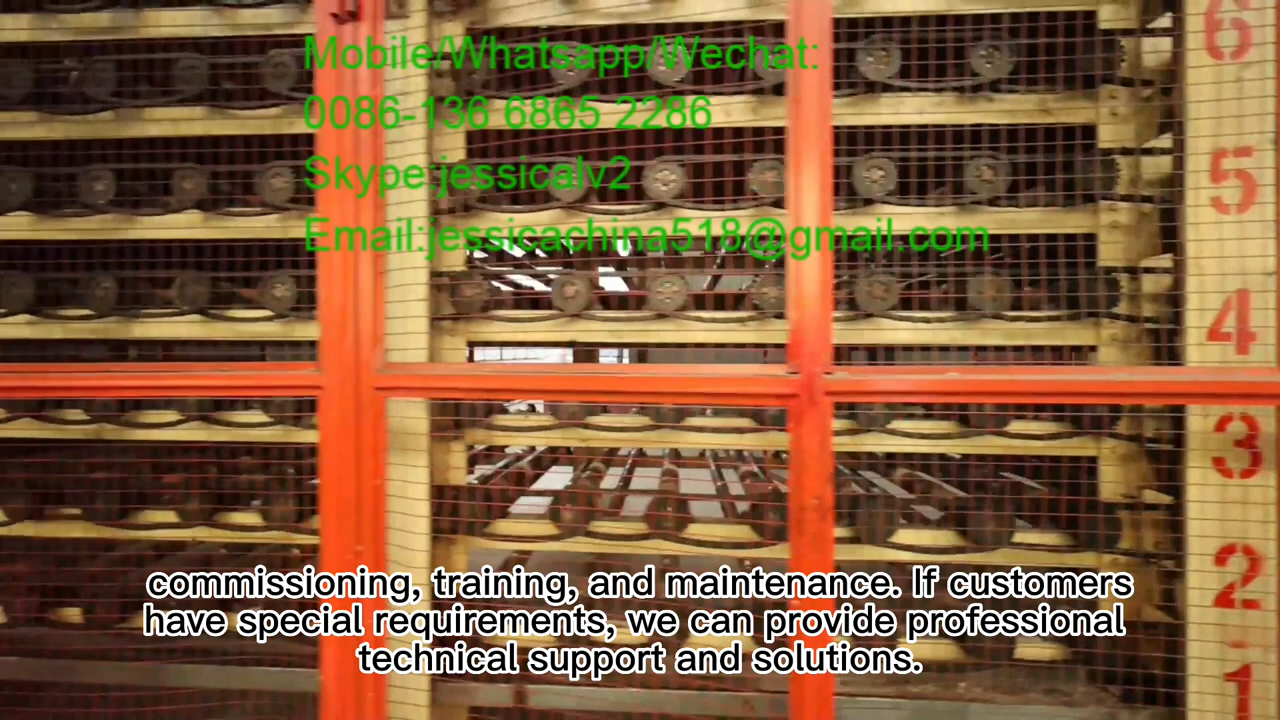 Mobile/Whatsapp/Wechat:
0086-136 6865 2286
Skype:jessicalv2
Email:jessicachina518@gmail.com
6
5
4
3
2
1
commissioning, training, and maintenance. If customers
have special requirements, we can provide professional
technical support and solutions.